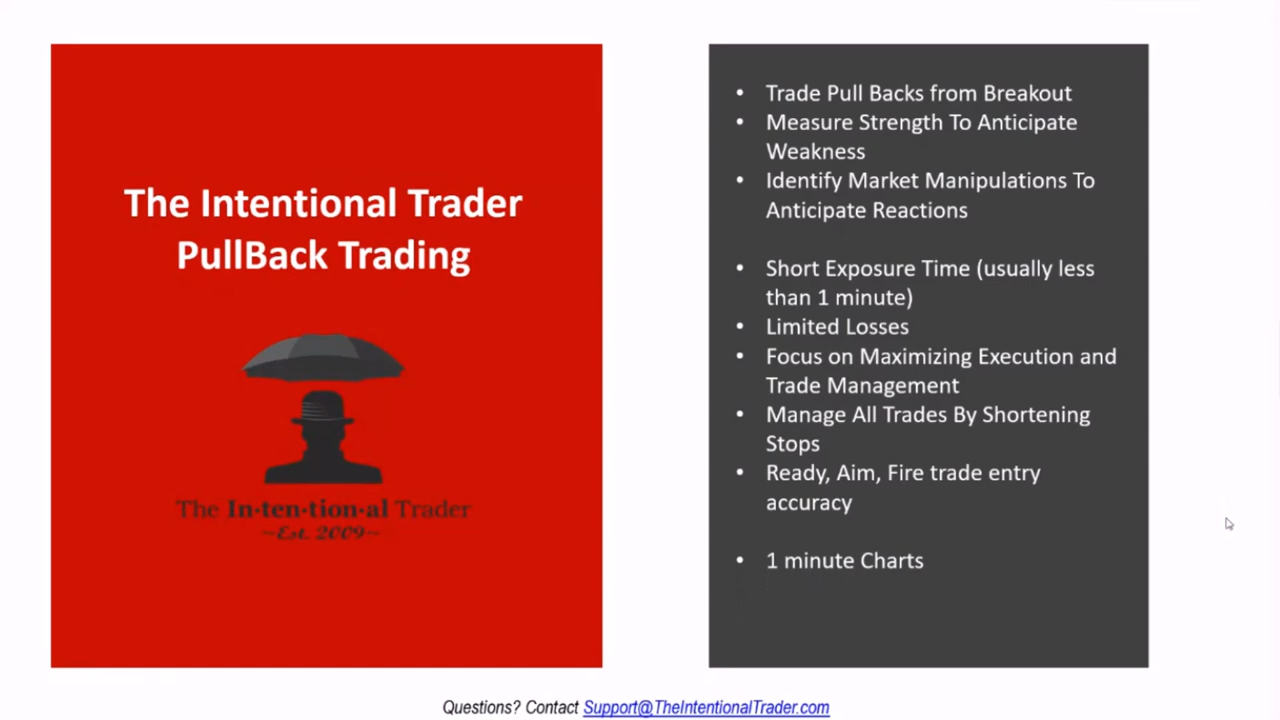 The Intentional Trader
PullBack Trading
The In·ten·tion·al Trader
~Est. 2009~
• Trade Pull Backs from Breakout
• Measure Strength To Anticipate
Weakness
• Identify Market Manipulations To
Anticipate Reactions
• Short Exposure Time (usually less
than 1 minute)
• Limited Losses
• Focus on Maximizing Execution and
Trade Management
• Manage All Trades By Shortening
Stops
• Ready, Aim, Fire trade entry
accuracy
• 1 minute Charts
Questions? Contact Support@TheIntentionalTrader.com